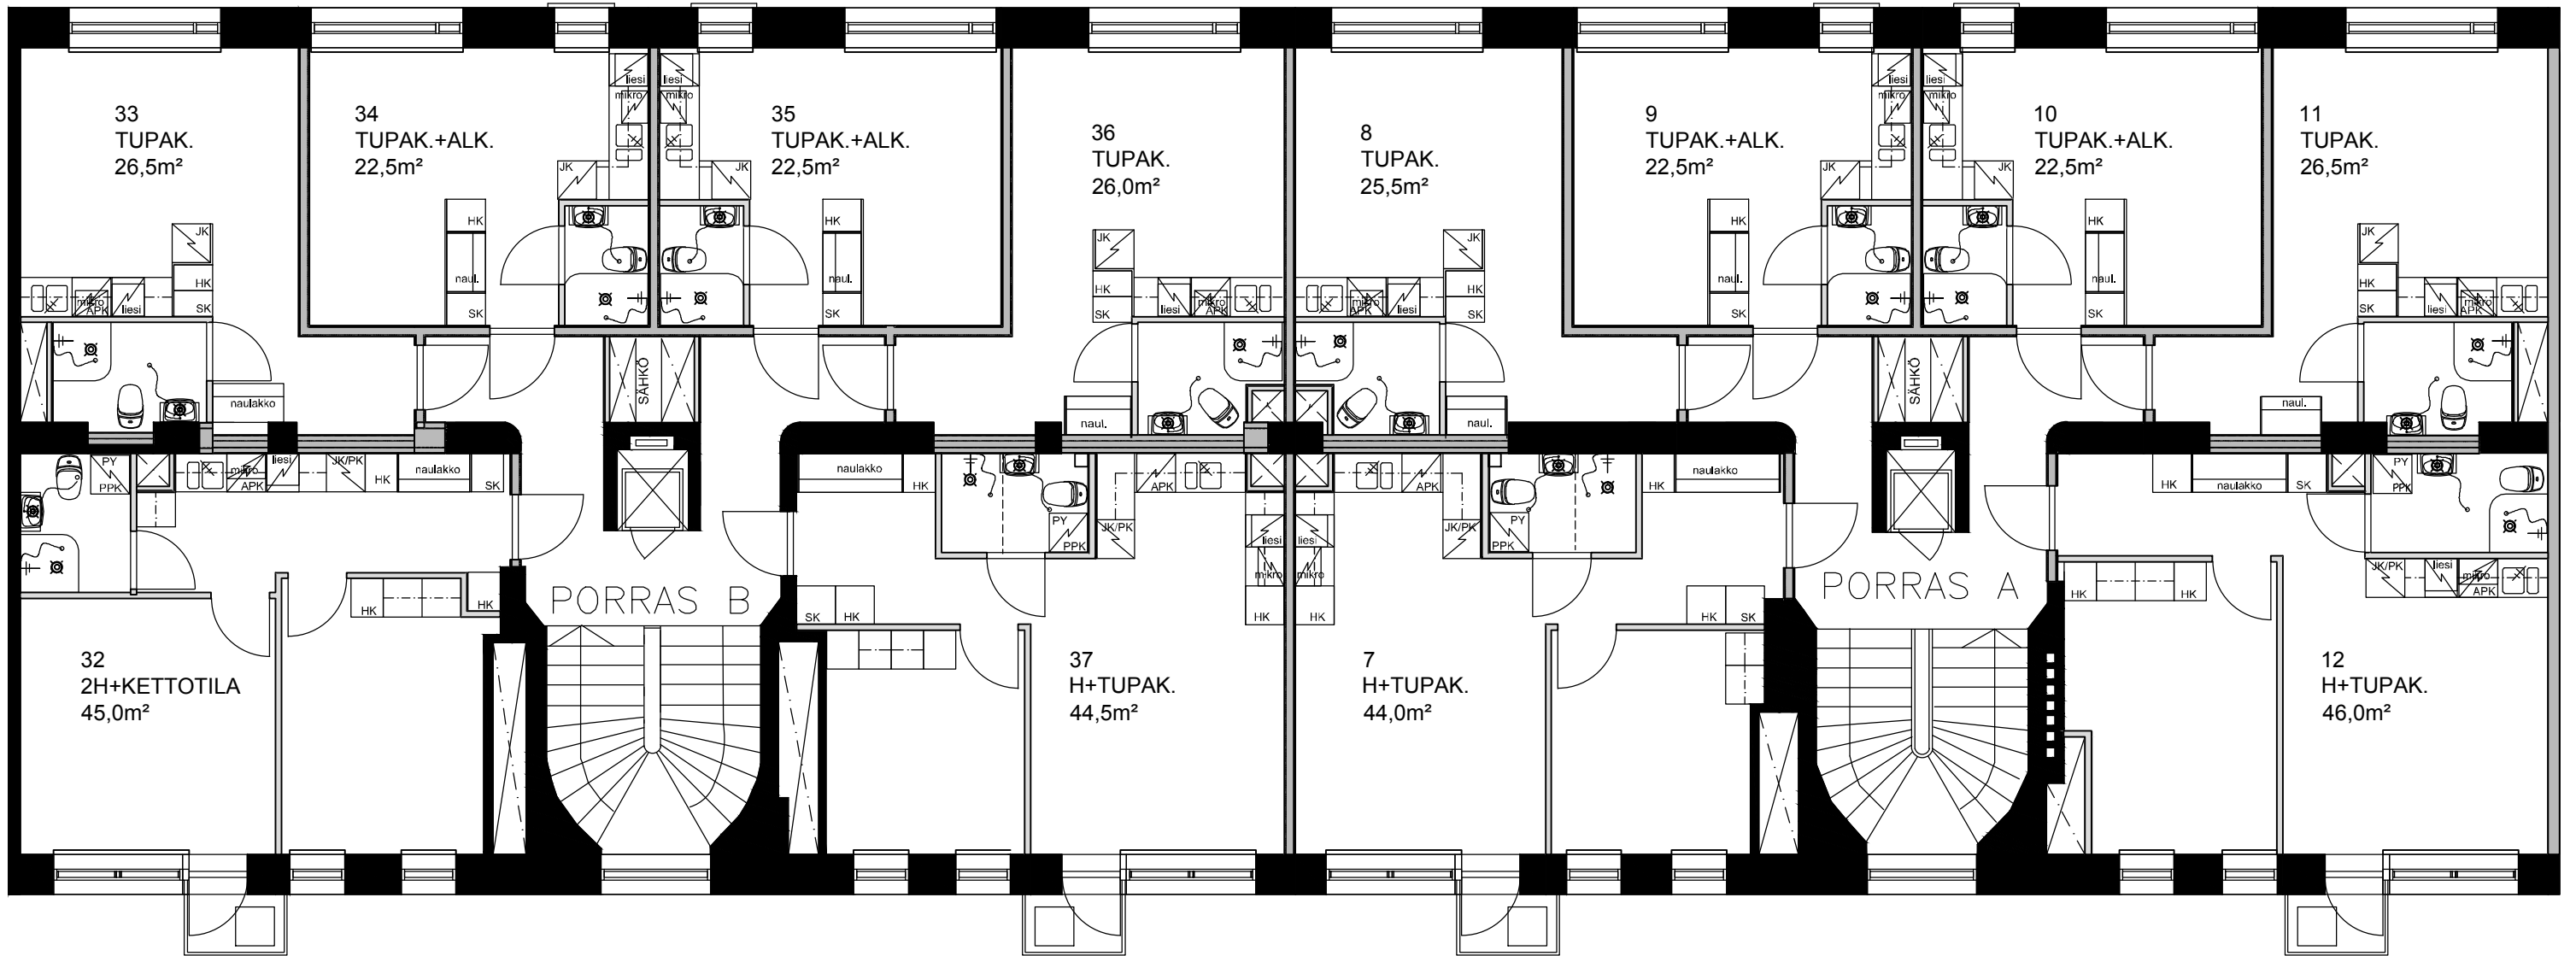 33
TUPAK.
26,5m²
34
TUPAK.+ALK.
22,5m²
35
TUPAK.+ALK.
22,5m²
36
TUPAK.
26,0m²
8
TUPAK.
25,5m²
9
TUPAK.+ALK.
22,5m²
10
TUPAK.+ALK.
22,5m²
11
TUPAK.
26,5m²
liesi
liesi
liesi
liesi
mikro
mikro
mikro
mikro
JK
JK
JK
JK
HK
HK
HK
HK
naul.
naul.
naul.
naul.
SK
SK
SK
SK
JK
HK
SK
mikro
APK
liesi
JK
HK
SK
liesi
mikro
APK
JK
HK
SK
mikro
APK
liesi
JK
HK
SK
liesi
mikro
APK
naulakko
SÄHKÖ
naul.
naul.
SÄHKÖ
naul.
PY
PPK
mikro
APK
liesi
JK/PK
HK
naulakko
SK
naulakko
HK
PY
PPK
APK
JK/PK
liesi
mikro
HK
liesi
mikro
HK
APK
JK/PK
PY
PPK
HK
naulakko
HK
naulakko
SK
PY
PPK
JK/PK
liesi
mikro
APK
HK
HK
PORRAS B
SK
HK
HK
SK
PORRAS A
HK
HK
32
2H+KETTOTILA
45,0m²
37
H+TUPAK.
44,5m²
7
H+TUPAK.
44,0m²
12
H+TUPAK.
46,0m²